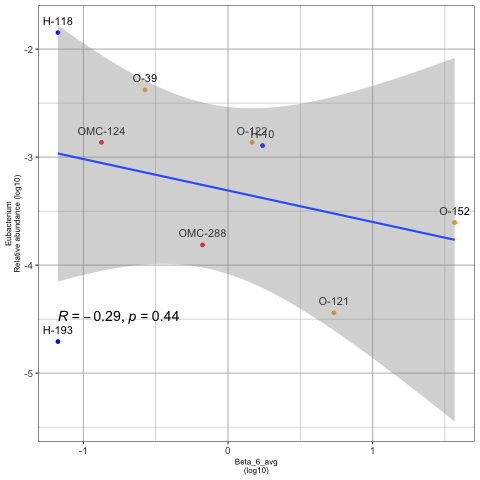 H-118
-2
O-39
OMC-124
O-122
H-10
-3
O-152
OMC-288
-4
O-121
R = −0.29, p = 0.44
H-193
-5
Eubacterium
Relative abundance (log10)
-1
0
1
Beta_6_avg
(log10)